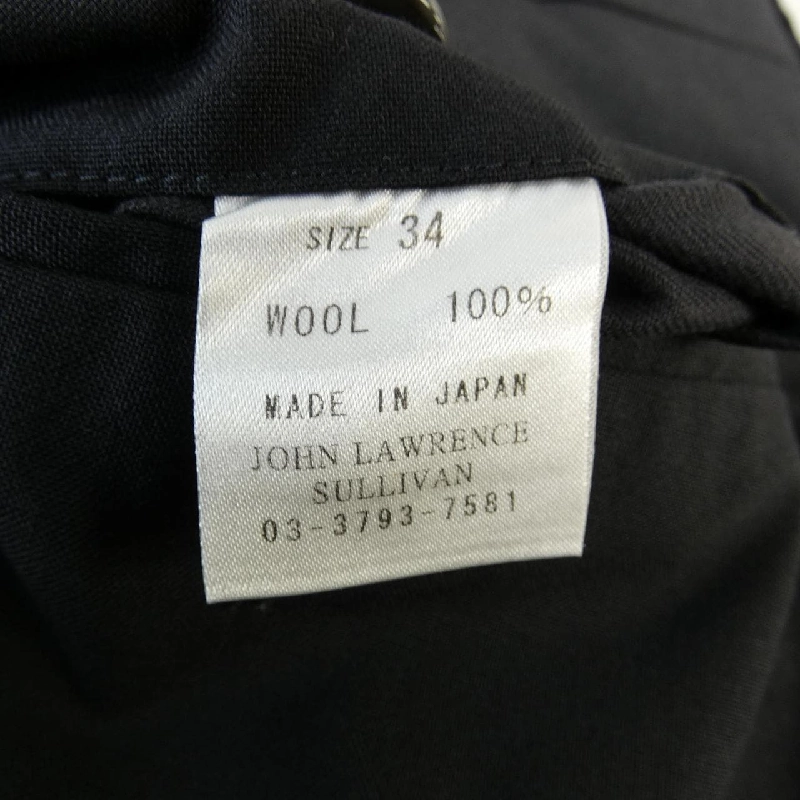 SIZE 34
WOOL 100%
MADE IN JAPAN
JOHN LAWRENCE
SULLIVAN
03-3793-7581